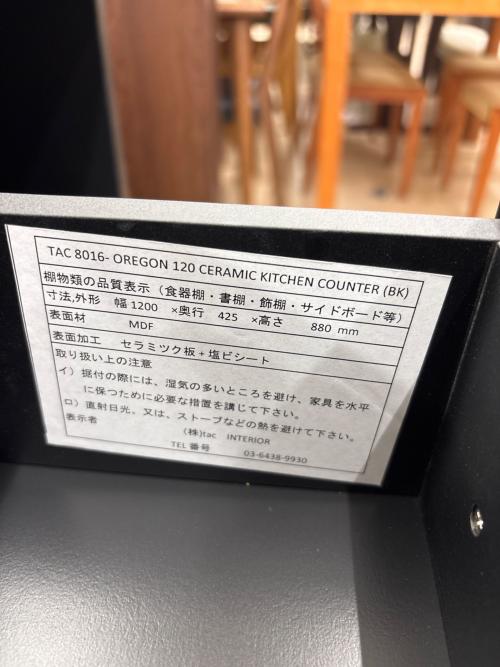 TAC 8016- OREGON 120 CERAMIC KITCHEN COUNTER (BK)
棚物類の品質表示(食器棚・書棚・飾棚・サイドボード等)
寸法,外形 幅1200 ×奥行 425 ×高さ 880 mm
表面材 MDF
表面加工 セラミック板+塩ビシート
取り扱い上の注意
イ)据付の際には、湿気の多いところを避け、家具を水平
に保つために必要な措置を講じて下さい。
ロ)直射日光、又は、ストーブなどの熱を避けて下さい。
表示者 (株)tac INTERIOR
TEL番号 03-6438-9930